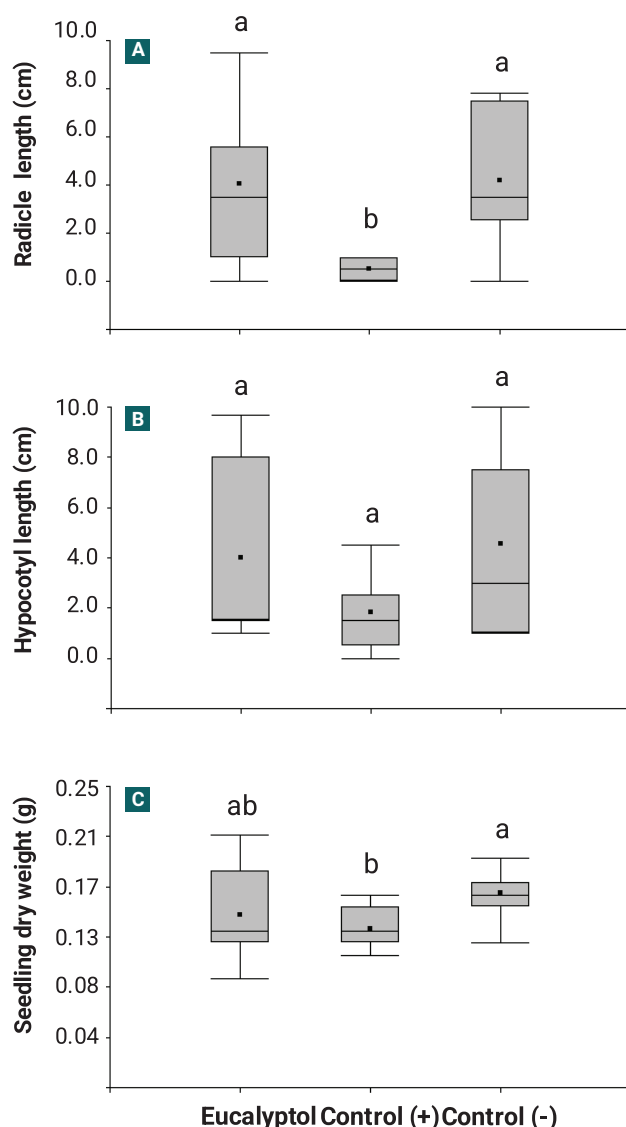 a
10.0
A
a
8.0
6.0
b
4.0
2.0
0.0
Radicle length (cm)
a
a
10.0
B
8.0
a
6.0
4.0
2.0
0.0
Hypocotyl length (cm)
0.25
C
ab
a
0.21
b
0.17
0.13
0.08
0.04
Seedling dry weight (g)
Eucalyptol Control (+) Control (-)